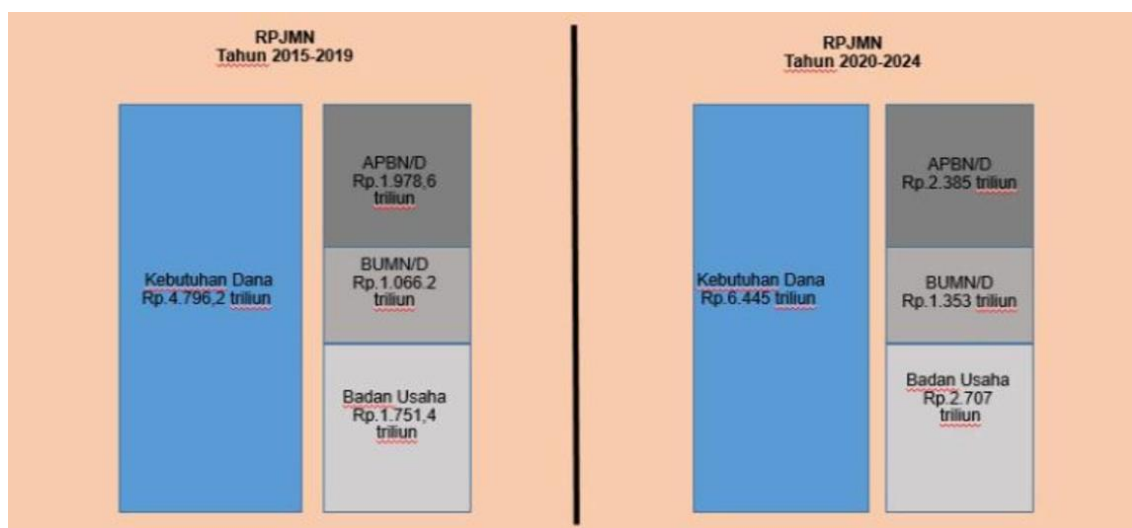 RPJMN
Tahun 2015-2019
Kebutuhan Dana
Rp.4.796,2 triliun
APBN/D
Rp.1.978,6
triliun
BUMN/D
Rp.1.066.2
triliun
Badan Usaha
Rp.1.751,4
triliun
RPJMN
Tahun 2020-2024
Kebutuhan Dana
Rp.6.445 triliun
APBN/D
Rp.2.385 triliun
BUMN/D
Rp.1.353 triliun
Badan Usaha
Rp.2.707
triliun